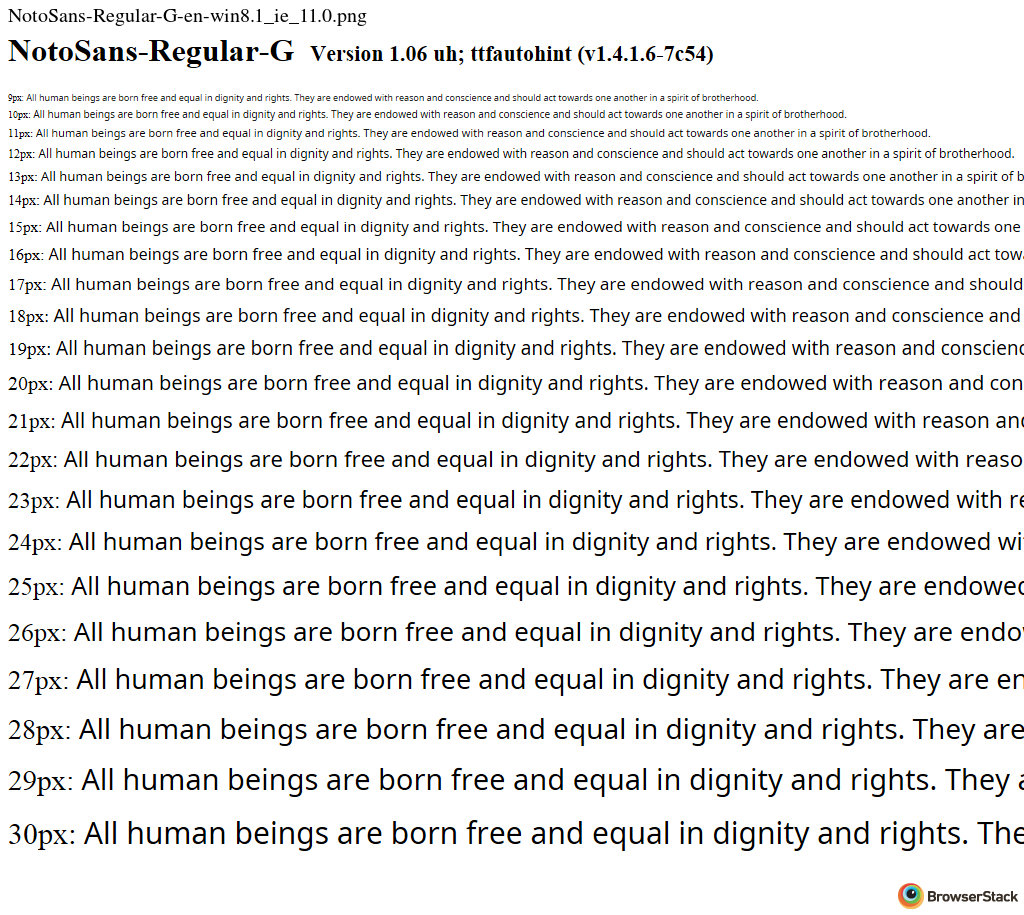 NotoSans-Regular-G-en-win8.1_ie_11.0.png
NotoSans-Regular-G Version 1.06 uh; ttfautohint (v1.4.1.6-7c54)
9px: All human beings are born free and equal in dignity and rights. They are endowed with reason and conscience and should act towards one another in a spirit of brotherhood.
10px: All human beings are born free and equal in dignity and rights. They are endowed with reason and conscience and should act towards one another in a spirit of brotherhood.
11px: All human beings are born free and equal in dignity and rights. They are endowed with reason and conscience and should act towards one another in a spirit of brotherhood.
12px: All human beings are born free and equal in dignity and rights. They are endowed with reason and conscience and should act towards one another in a spirit of brotherhood.
13px: All human beings are born free and equal in dignity and rights. They are endowed with reason and conscience and should act towards one another in a spirit of b
14px: All human beings are born free and equal in dignity and rights. They are endowed with reason and conscience and should act towards one another in
15px: All human beings are born free and equal in dignity and rights. They are endowed with reason and conscience and should act towards one
16px: All human beings are born free and equal in dignity and rights. They are endowed with reason and conscience and should act tow
17px: All human beings are born free and equal in dignity and rights. They are endowed with reason and conscience and should
18px: All human beings are born free and equal in dignity and rights. They are endowed with reason and conscience and
19px: All human beings are born free and equal in dignity and rights. They are endowed with reason and conscienc
20px: All human beings are born free and equal in dignity and rights. They are endowed with reason and con
21px: All human beings are born free and equal in dignity and rights. They are endowed with reason and
22px: All human beings are born free and equal in dignity and rights. They are endowed with reaso
23px: All human beings are born free and equal in dignity and rights. They are endowed with re
24px: All human beings are born free and equal in dignity and rights. They are endowed wi
25px: All human beings are born free and equal in dignity and rights. They are endowed
26px: All human beings are born free and equal in dignity and rights. They are endo
27px: All human beings are born free and equal in dignity and rights. They are en
28px: All human beings are born free and equal in dignity and rights. They are
29px: All human beings are born free and equal in dignity and rights. They a
30px: All human beings are born free and equal in dignity and rights. The
BrowserStack